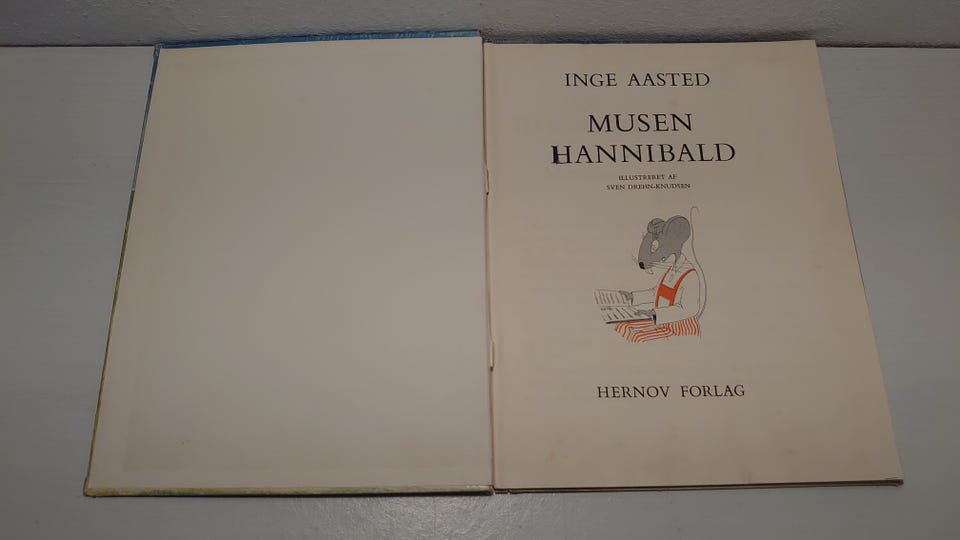 INGE AASTED
MUSEN
HANNIBALD
ILLUSTRERET AF
SVEN DREHN-KNUDSEN
HERNOV FORLAG